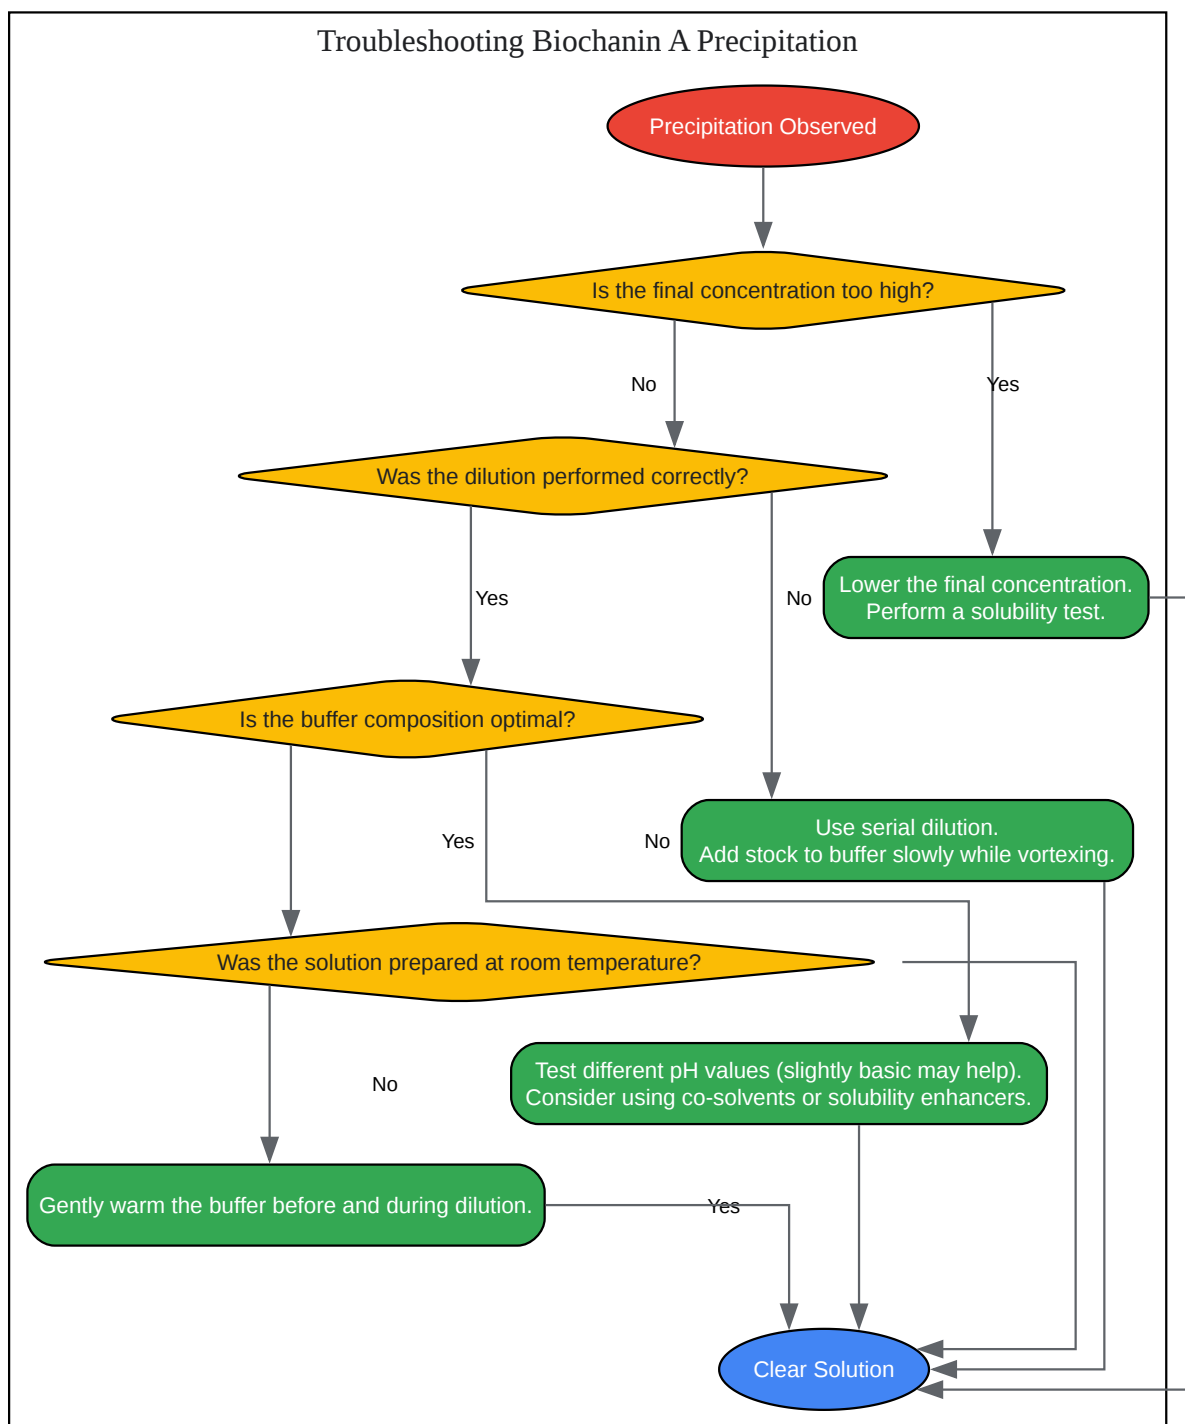 Troubleshooting Biochanin A Precipitation
Precipitation Observed
Is the final concentration too high?
No
Yes
Was the dilution performed correctly?
Yes
No
Lower the final concentration.
Perform a solubility test.
Is the buffer composition optimal?
Yes
No
Use serial dilution.
Add stock to buffer slowly while vortexing.
Was the solution prepared at room temperature?
No
Test different pH values (slightly basic may help).
Consider using co-solvents or solubility enhancers.
Gently warm the buffer before and during dilution.
Yes
Clear Solution